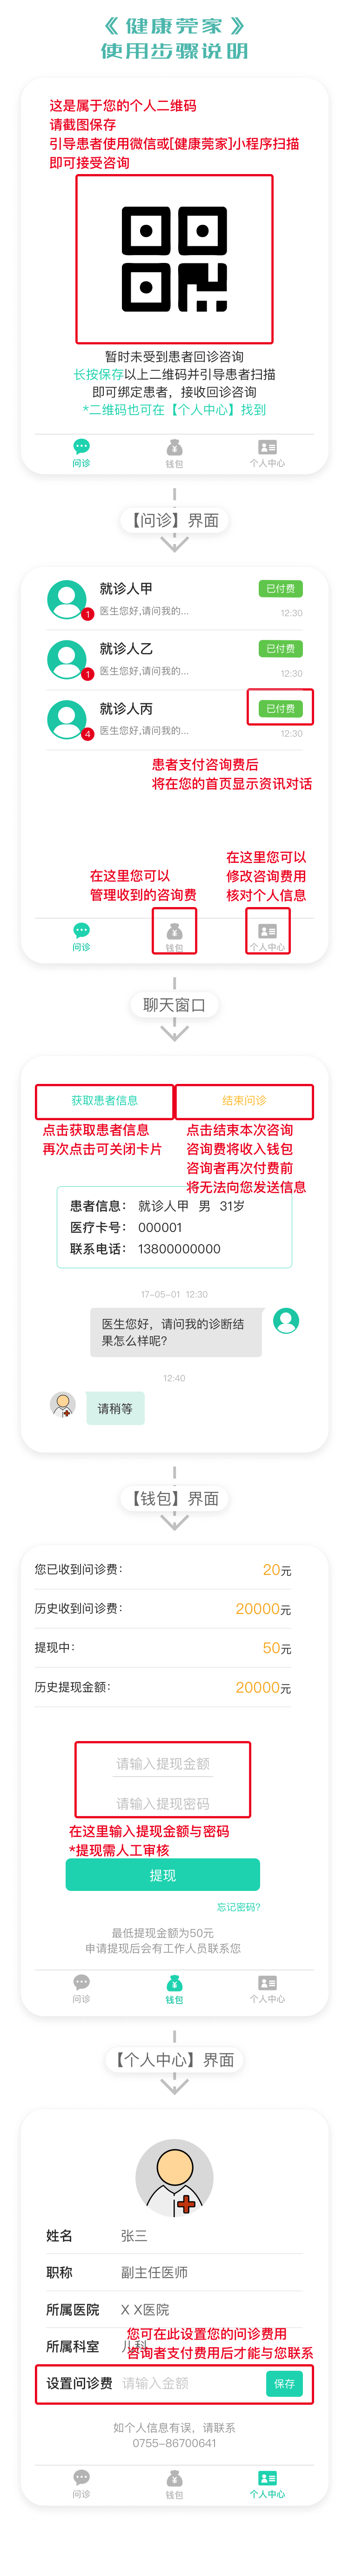 《健康莞家》
使用步骤说明
这是属于您的个人二维码
请截图保存
引导患者使用微信或[健康莞家]小程序扫描
即可接受咨询
暂时未受到患者回诊咨询
长按保存以上二维码并引导患者扫描
即可绑定患者，接收回诊咨询
*二维码也可在【个人中心】找到
问诊 钱包 个人中心
【问诊】界面
就诊人甲 已付费
1 医生您好,请问我的... 12:30
就诊人乙 已付费
1 医生您好,请问我的... 12:30
就诊人丙 已付费
4 医生您好,请问我的... 12:30
患者支付咨询费后
将在您的首页显示资讯对话
在这里您可以
管理收到的咨询费
在这里您可以
修改咨询费用
核对个人信息
问诊 钱包 个人中心
聊天窗口
获取患者信息 结束问诊
点击获取患者信息
再次点击可关闭卡片
点击结束本次咨询
咨询费将收入钱包
咨询者再次付费前
将无法向您发送信息
患者信息： 就诊人甲 男 31岁
医疗卡号： 000001
联系电话： 13800000000
17-05-01 12:30
医生您好，请问我的诊断结
果怎么样呢?
12:40
请稍等
【钱包】界面
您已收到问诊费： 20元
历史收到问诊费： 20000元
提现中： 50元
历史提现金额： 20000元
请输入提现金额
请输入提现密码
在这里输入提现金额与密码
*提现需人工审核
提现
忘记密码?
最低提现金额为50元
申请提现后会有工作人员联系您
问诊 钱包 个人中心
【个人中心】界面
姓名 张三
职称 副主任医师
所属医院 X X医院
您可在此设置您的问诊费用
所属科室 儿科
咨询者支付费用后才能与您联系
设置问诊费 请输入金额 保存
如个人信息有误，请联系
0755-86700641
问诊 钱包 个人中心